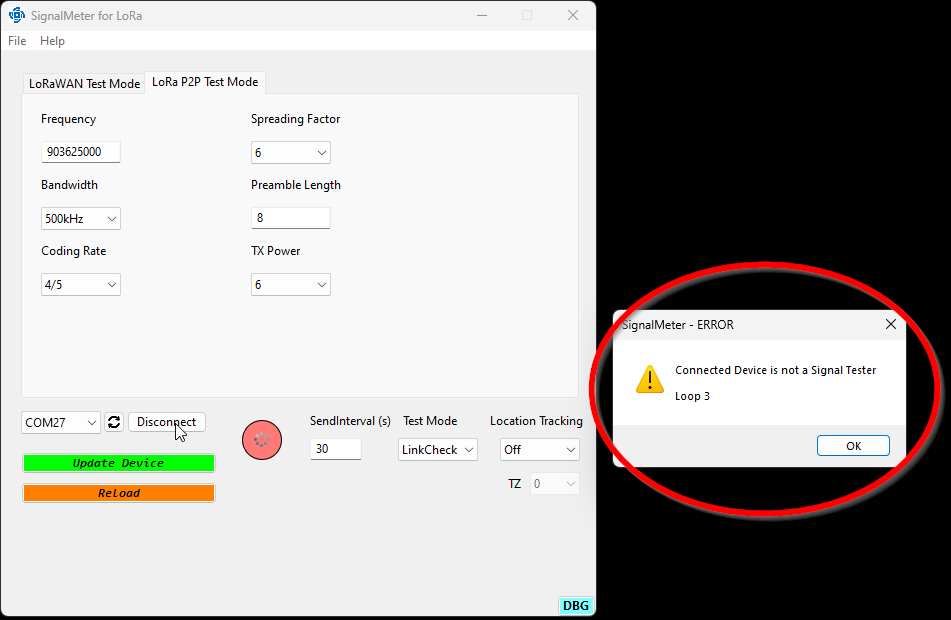 SignalMeter for LoRa
File Help
LoRaWAN Test Mode LoRa P2P Test Mode
Frequency Spreading Factor
903625000 6
Bandwidth Preamble Length
500kHz 8
Coding Rate TX Power
4/5 6
SignalMeter - ERROR
Connected Device is not a Signal Tester
Loop 3
OK
COM27 Disconnect
SendInterval (s) Test Mode Location Tracking
30 LinkCheck Off
Update Device
TZ 0
Reload
DBG